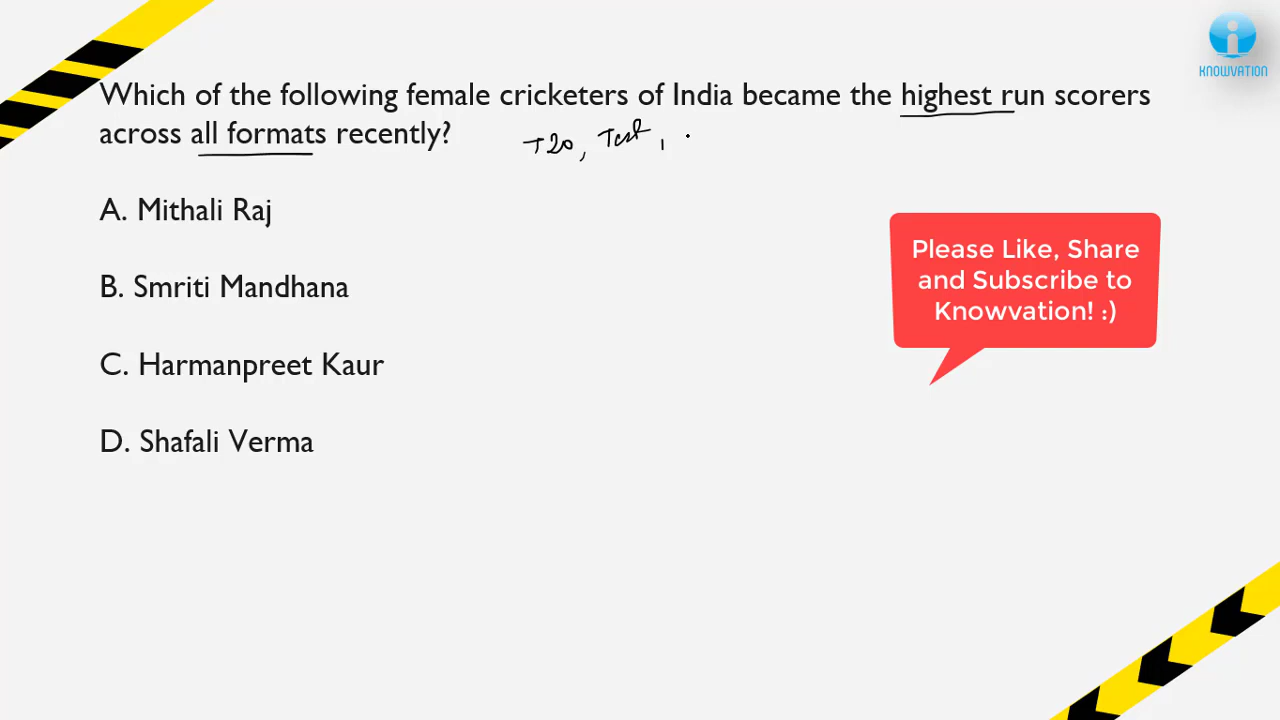 KNOWVATION
Which of the following female cricketers of India became the highest run scorers
across all formats recently?
T20, Test,
A. Mithali Raj
B. Smriti Mandhana
C. Harmanpreet Kaur
D. Shafali Verma
Please Like, Share
and Subscribe to
Knowvation! :)